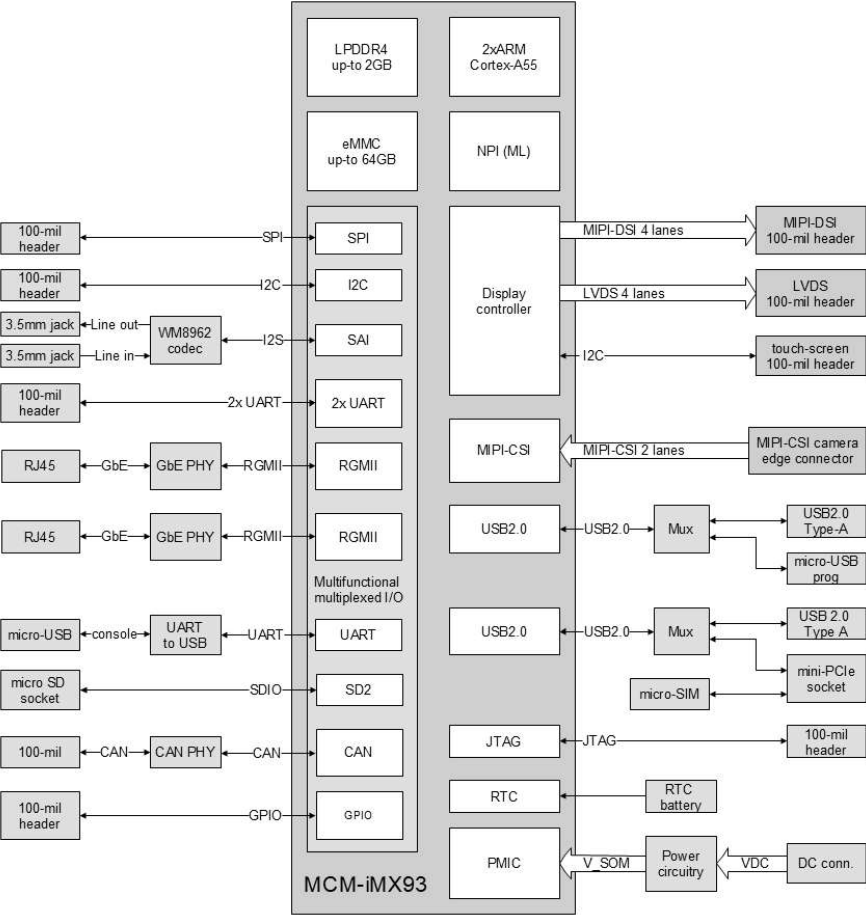 LPDDR4
up-to 2GB
2xARM
Cortex-A55
eMMC
up-to 64GB
NPI (ML)
100-mil
header
SPI
SPI
100-mil
header
I2C
I2C
3.5mm jack
Line out
3.5mm jack
Line in
WM8962
codec
I2S
SAI
100-mil
header
2x UART
2x UART
RJ45
GbE
GbE PHY
RGMII
RGMII
RJ45
GbE
GbE PHY
RGMII
RGMII
Multifunctional
multiplexed I/O
micro-USB
console
UART
to USB
UART
UART
micro SD
socket
SDIO
SD2
100-mil
CAN
CAN PHY
CAN
CAN
100-mil
header
GPIO
GPIO
MCM-iMX93
Display
controller
MIPI-DSI 4 lanes
MIPI-DSI
100-mil header
LVDS 4 lanes
LVDS
100-mil header
I2C
touch-screen
100-mil header
MIPI-CSI
MIPI-CSI 2 lanes
MIPI-CSI camera
edge connector
USB2.0
USB2.0
Mux
USB2.0
Type-A
micro-USB
prog
USB2.0
USB2.0
Mux
USB 2.0
Type A
mini-PCIe
socket
micro-SIM
JTAG
JTAG
100-mil
header
RTC
RTC
battery
PMIC
V_SOM
Power
circuitry
VDC
DC conn.